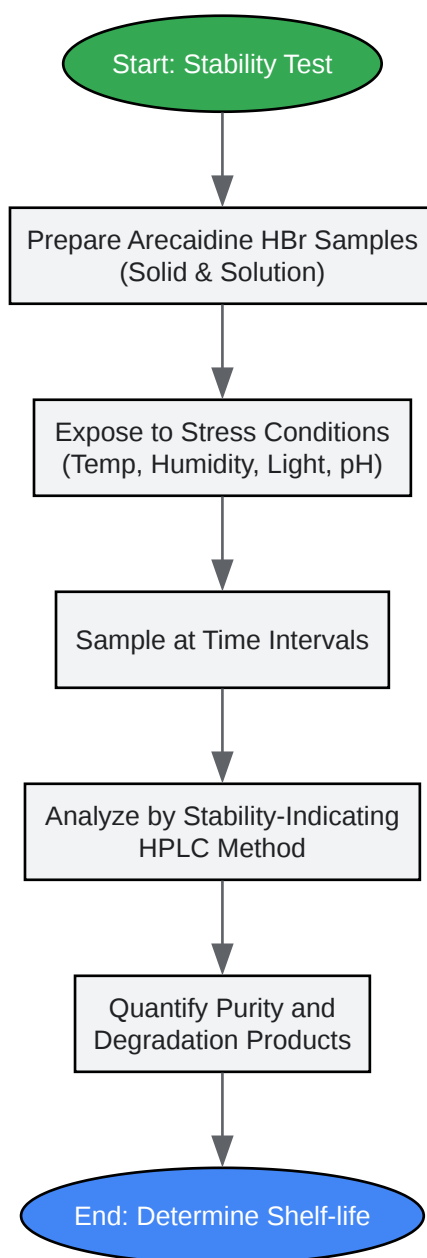 Start: Stability Test
Prepare Arecaidine HBr Samples
(Solid & Solution)
Expose to Stress Conditions
(Temp, Humidity, Light, pH)
Sample at Time Intervals
Analyze by Stability-Indicating
HPLC Method
Quantify Purity and
Degradation Products
End: Determine Shelf-life